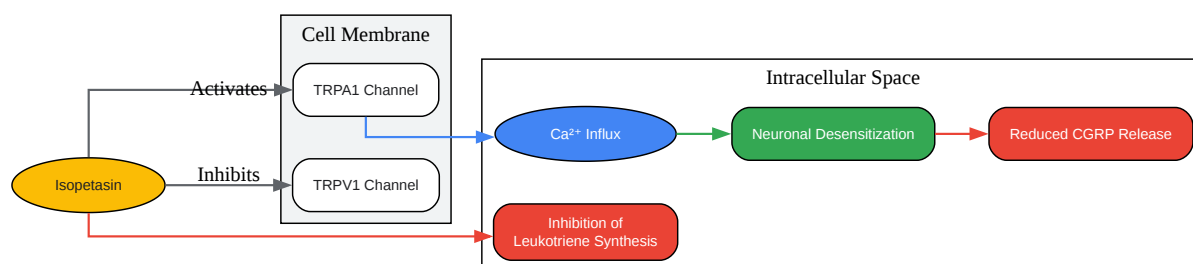 Cell Membrane
Activates
TRPA1 Channel
Intracellular Space
Ca²⁺ Influx
Neuronal Desensitization
Reduced CGRP Release
Isopetasin
Inhibits
TRPV1 Channel
Inhibition of
Leukotriene Synthesis